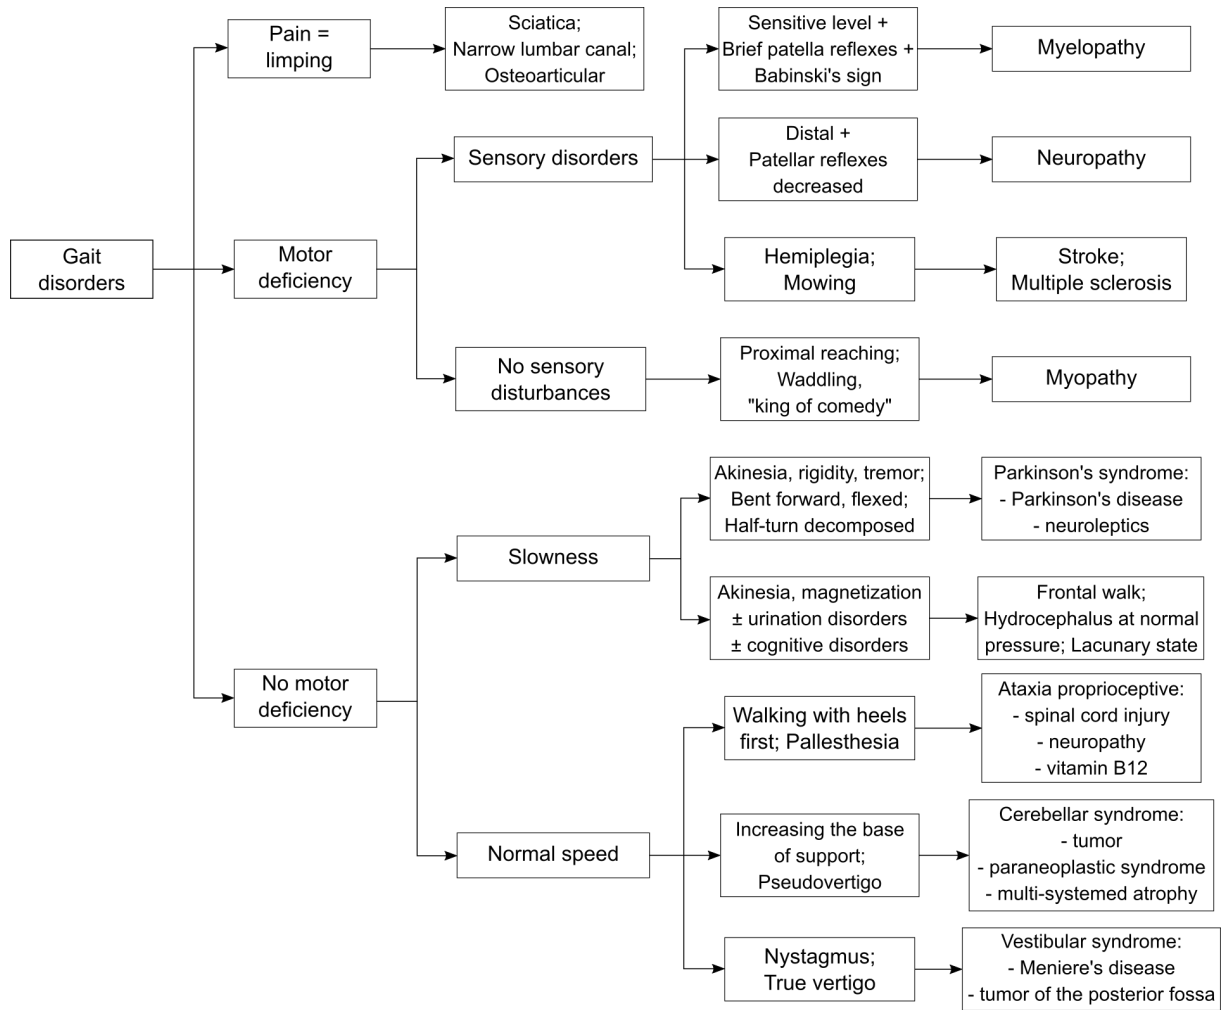 Gait
disorders
Pain =
limping
Sciatica;
Narrow lumbar canal;
Osteoarticular
Motor
deficiency
Sensory disorders
Sensitive level +
Brief patella reflexes +
Babinski's sign
Myelopathy
Distal +
Patellar reflexes
decreased
Neuropathy
Hemiplegia;
Mowing
Stroke;
Multiple sclerosis
No sensory
disturbances
Proximal reaching;
Waddling,
"king of comedy"
Myopathy
No motor
deficiency
Slowness
Akinesia, rigidity, tremor;
Bent forward, flexed;
Half-turn decomposed
Parkinson's syndrome:
- Parkinson's disease
- neuroleptics
Akinesia, magnetization
± urination disorders
± cognitive disorders
Frontal walk;
Hydrocephalus at normal
pressure; Lacunary state
Normal speed
Walking with heels
first; Pallesthesia
Ataxia proprioceptive:
- spinal cord injury
- neuropathy
- vitamin B12
Increasing the base
of support;
Pseudovertigo
Cerebellar syndrome:
- tumor
- paraneoplastic syndrome
- multi-systemed atrophy
Nystagmus;
True vertigo
Vestibular syndrome:
- Meniere's disease
- tumor of the posterior fossa